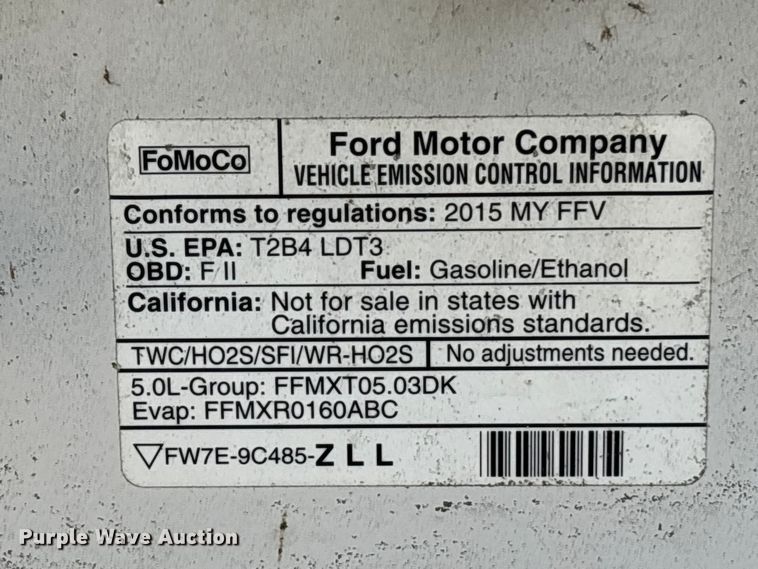 FoMoCo
Ford Motor Company
VEHICLE EMISSION CONTROL INFORMATION
Conforms to regulations: 2015 MY FFV
U.S. EPA: T2B4 LDT3
OBD: F II Fuel: Gasoline/Ethanol
California: Not for sale in states with
California emissions standards.
TWC/HO2S/SFI/WR-HO2S No adjustments needed.
5.0L-Group: FFMXT05.03DK
Evap: FFMXR0160ABC
▽FW7E-9C485-Z L L
Purple Wave Auction